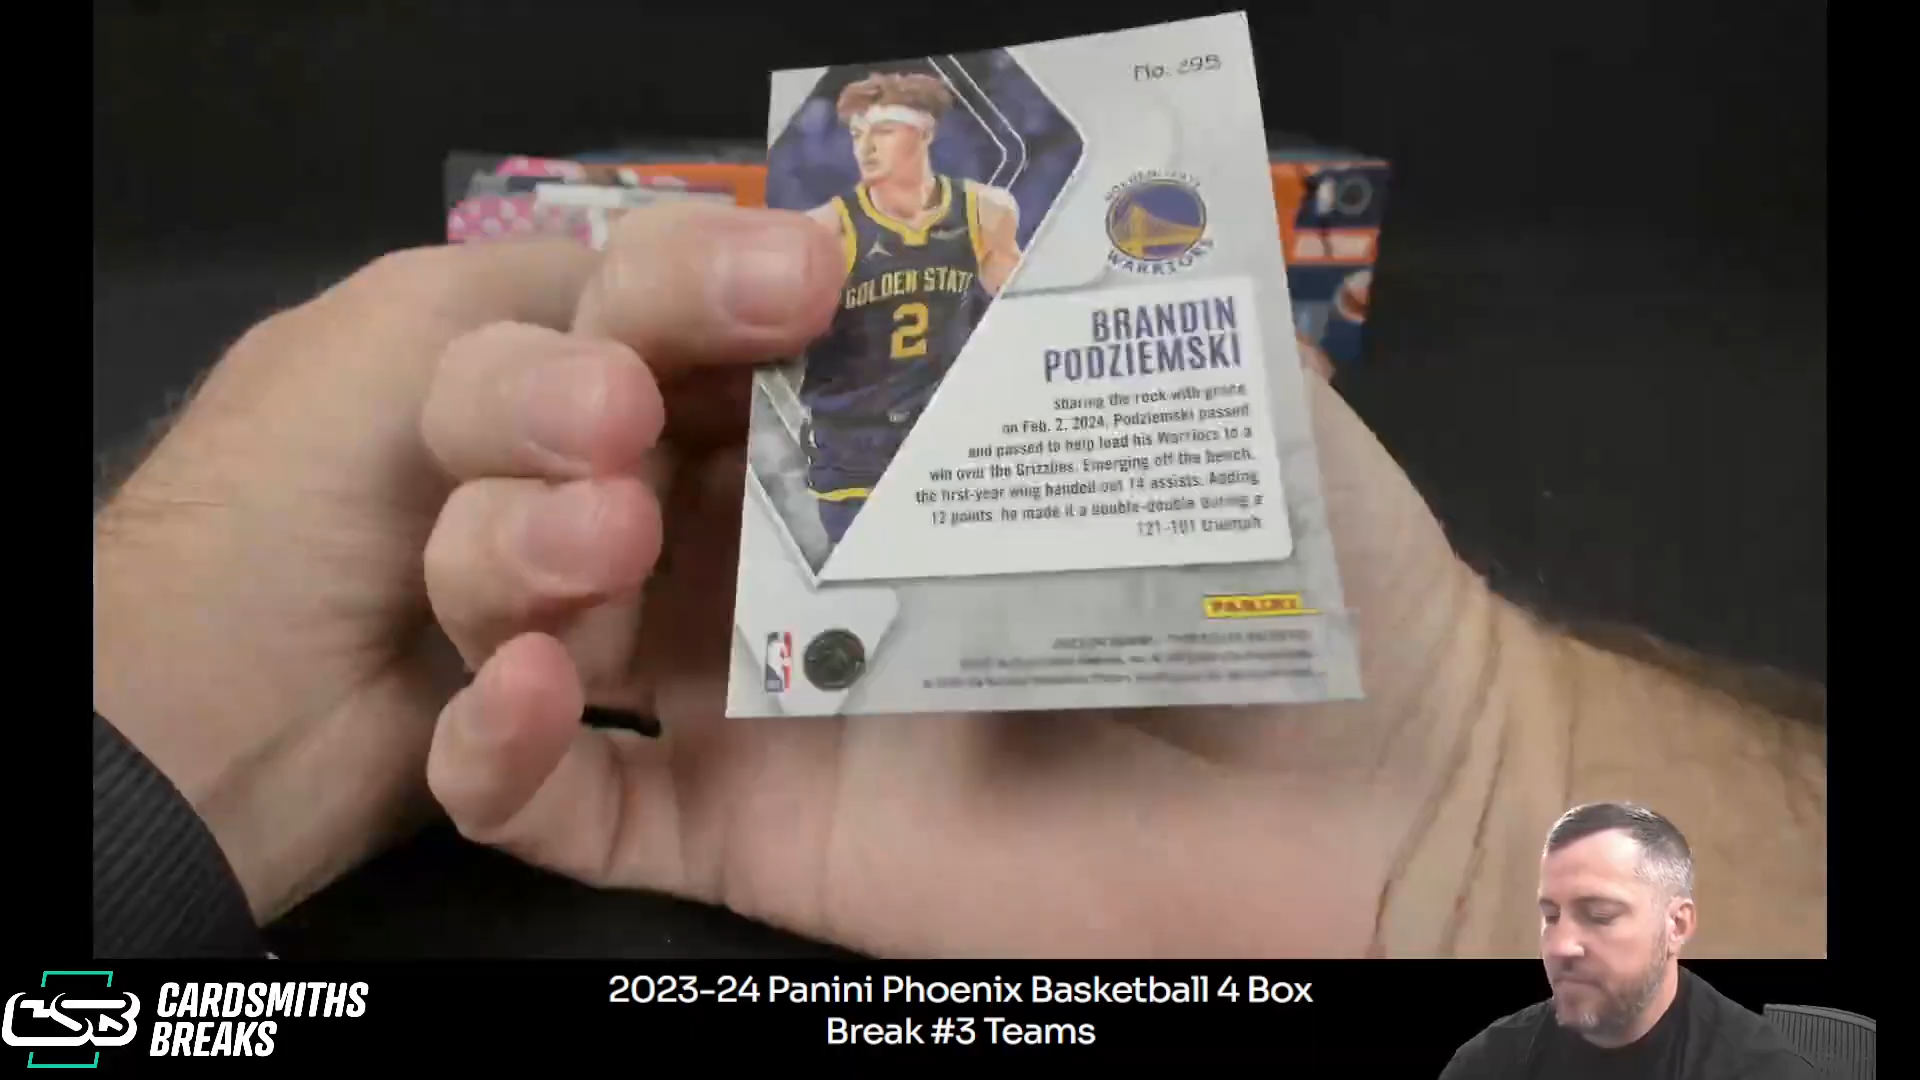 No. 295
GOLDEN STATE
WARRIORS
GOLDEN STATE
2
BRANDIN
PODZIEMSKI
Sharing the rock with grace
on Feb. 2, 2024, Podziemski passed
and passed to help lead his Warriors to a
win over the Grizzlies. Emerging off the bench,
the first-year wing handed out 14 assists. Adding
12 points, he made it a double-double during a
121-101 triumph
PANINI
CSB
CARDSMITHS
BREAKS
2023-24 Panini Phoenix Basketball 4 Box
Break #3 Teams